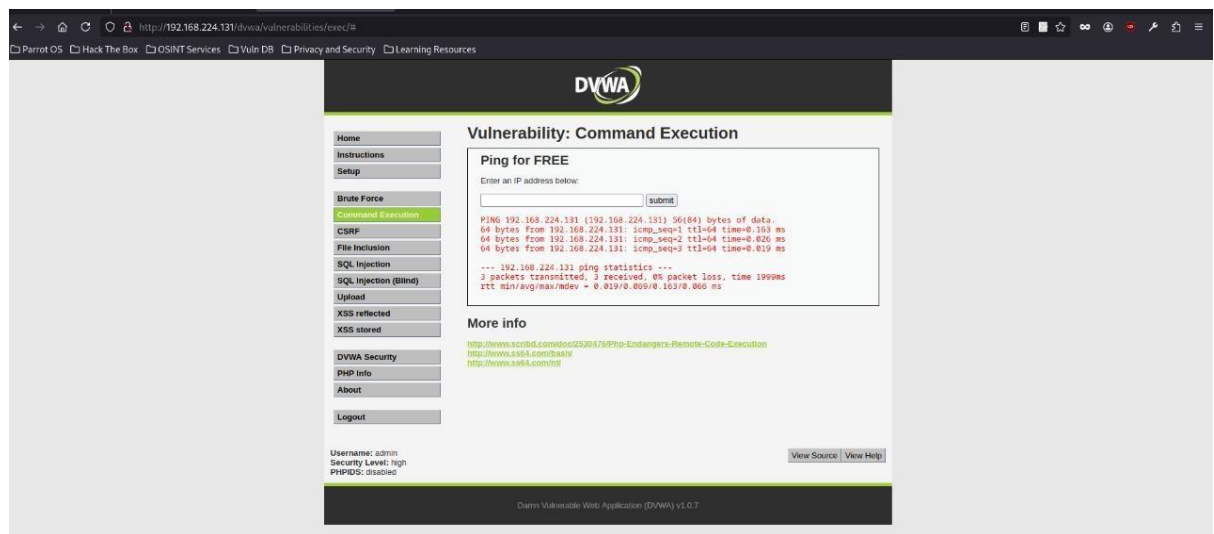 http://192.168.224.131/dvwa/vulnerabilities/exec/#
Parrot OS Hack The Box OSINT Services Vuln DB Privacy and Security Learning Resources
DVWA
Home
Instructions
Setup
Brute Force
Command Execution
CSRF
File Inclusion
SQL Injection
SQL Injection (Blind)
Upload
XSS reflected
XSS stored
DVWA Security
PHP Info
About
Logout
Vulnerability: Command Execution
Ping for FREE
Enter an IP address below:
submit
PING 192.168.224.131 (192.168.224.131) 56(84) bytes of data.
64 bytes from 192.168.224.131: icmp_seq=1 ttl=64 time=0.163 ms
64 bytes from 192.168.224.131: icmp_seq=2 ttl=64 time=0.026 ms
64 bytes from 192.168.224.131: icmp_seq=3 ttl=64 time=0.019 ms
--- 192.168.224.131 ping statistics ---
3 packets transmitted, 3 received, 0% packet loss, time 1999ms
rtt min/avg/max/mdev = 0.019/0.069/0.163/0.066 ms
More info
http://www.scribd.com/doc/2530476/Php-Endangers-Remote-Code-Execution
http://www.ss64.com/bash/
http://www.ss64.com/nt/
Username: admin
Security Level: high
PHPIDS: disabled
View Source View Help
Damn Vulnerable Web Application (DVWA) v1.0.7